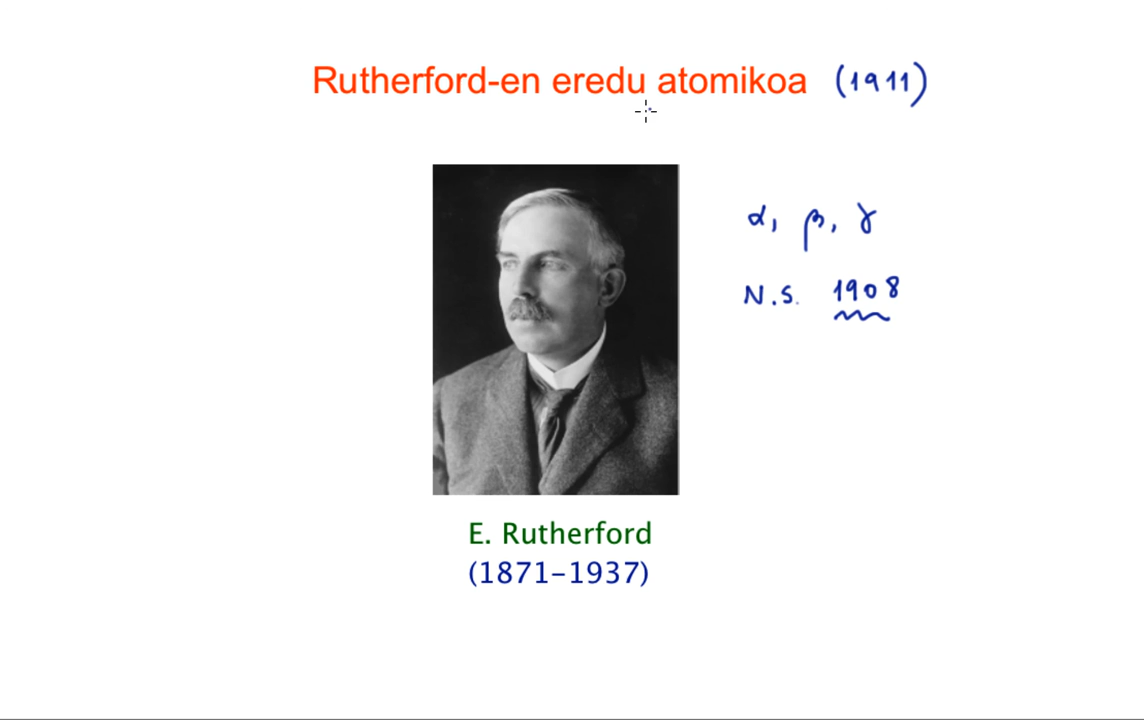 Rutherford-en eredu atomikoa (1911)
α, β, γ
N.S. 1908
E. Rutherford
(1871-1937)